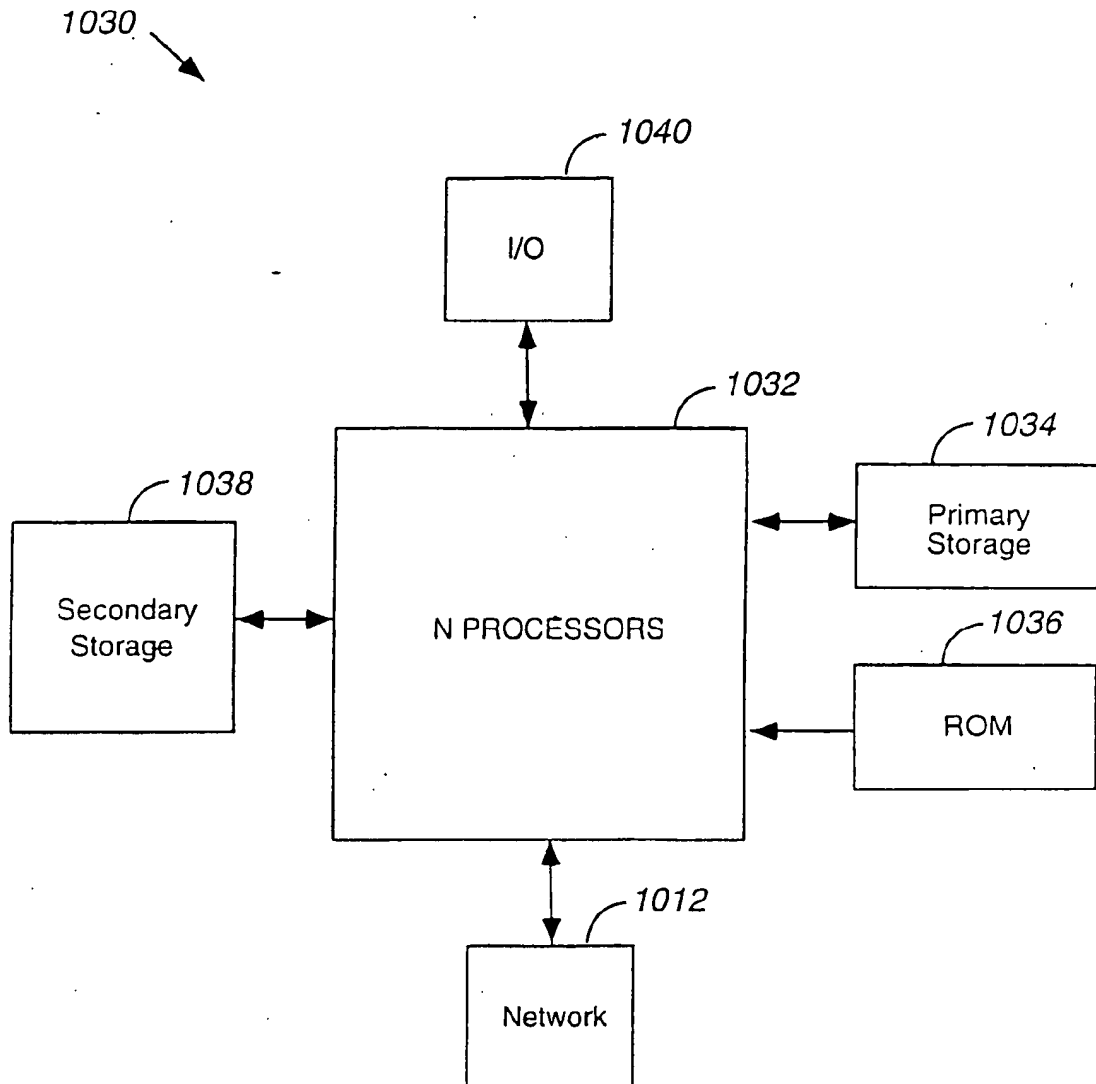 1030
1040
I/O
1032
1034
Primary
Storage
1038
Secondary
Storage
N PROCESSORS
1036
ROM
1012
Network